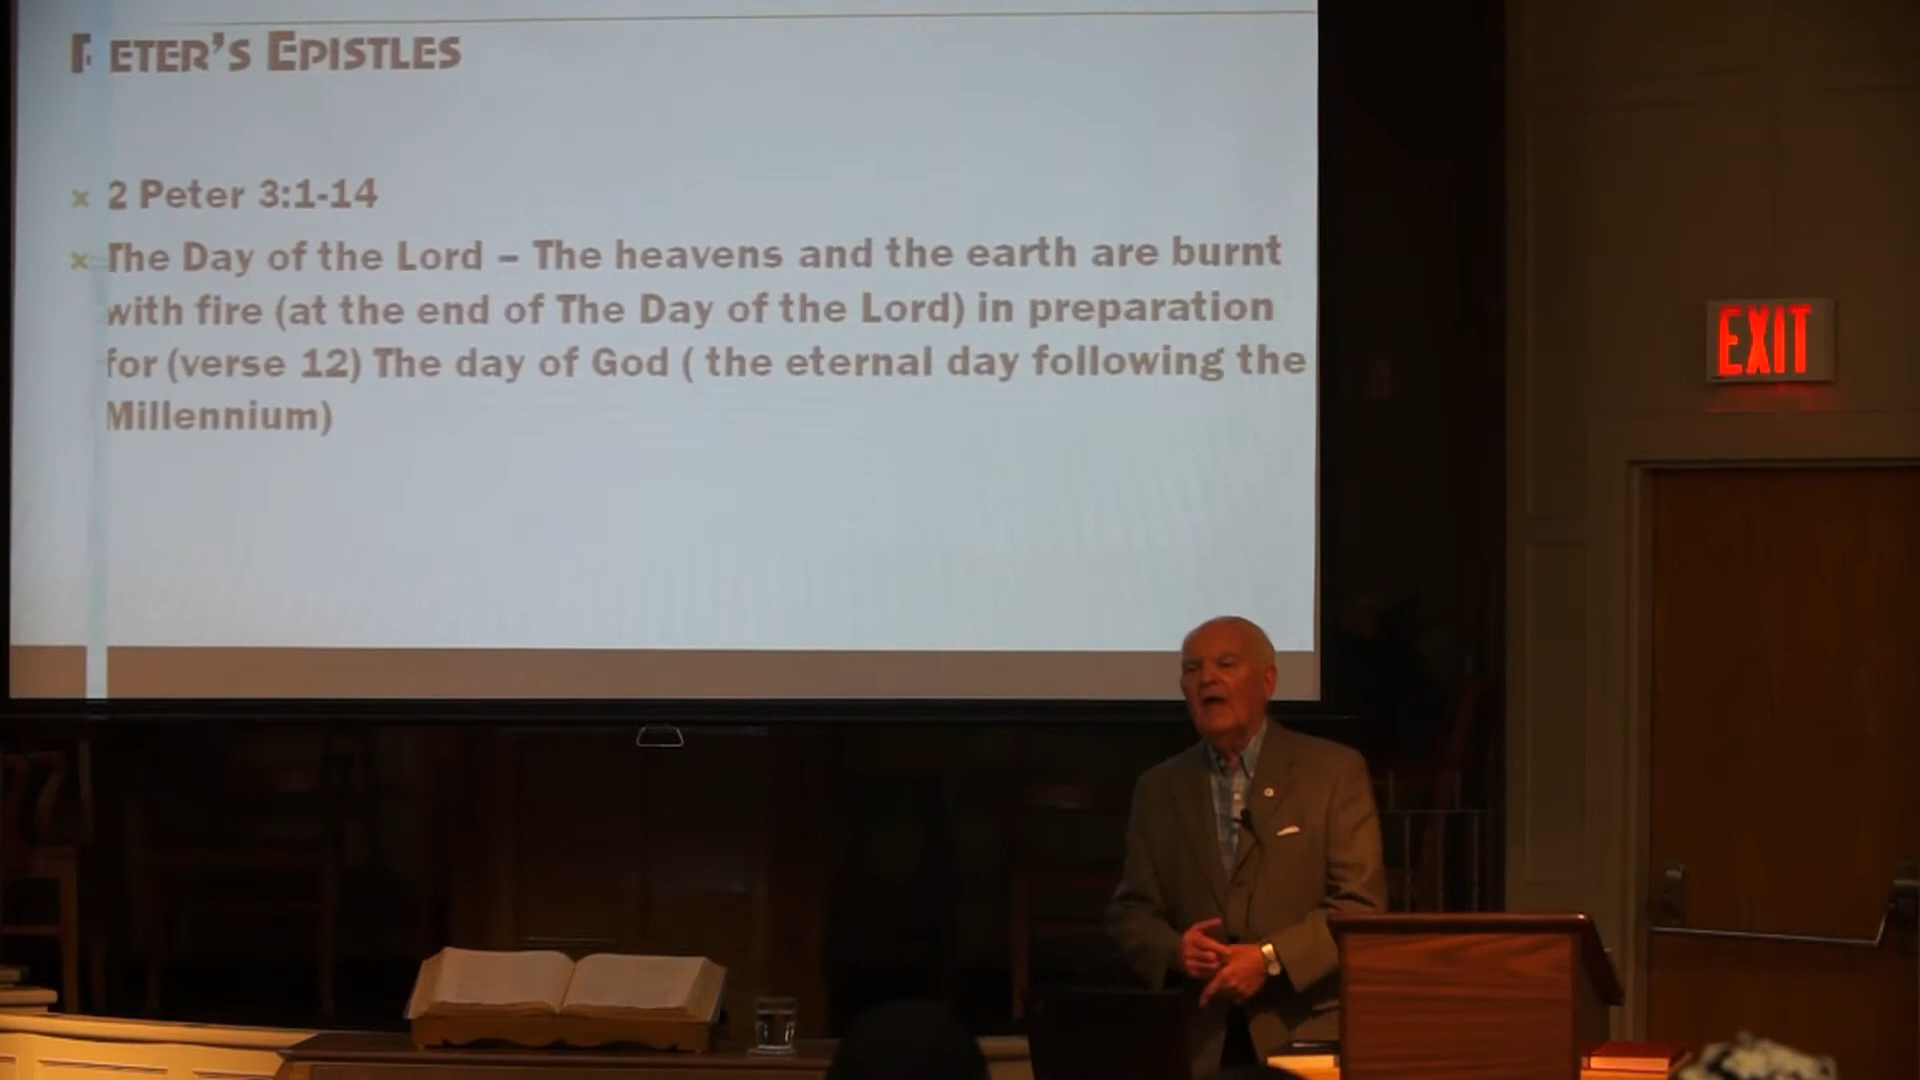 PETER'S EPISTLES
2 Peter 3:1-14
The Day of the Lord – The heavens and the earth are burnt
with fire (at the end of The Day of the Lord) in preparation
for (verse 12) The day of God ( the eternal day following the
Millennium)
EXIT